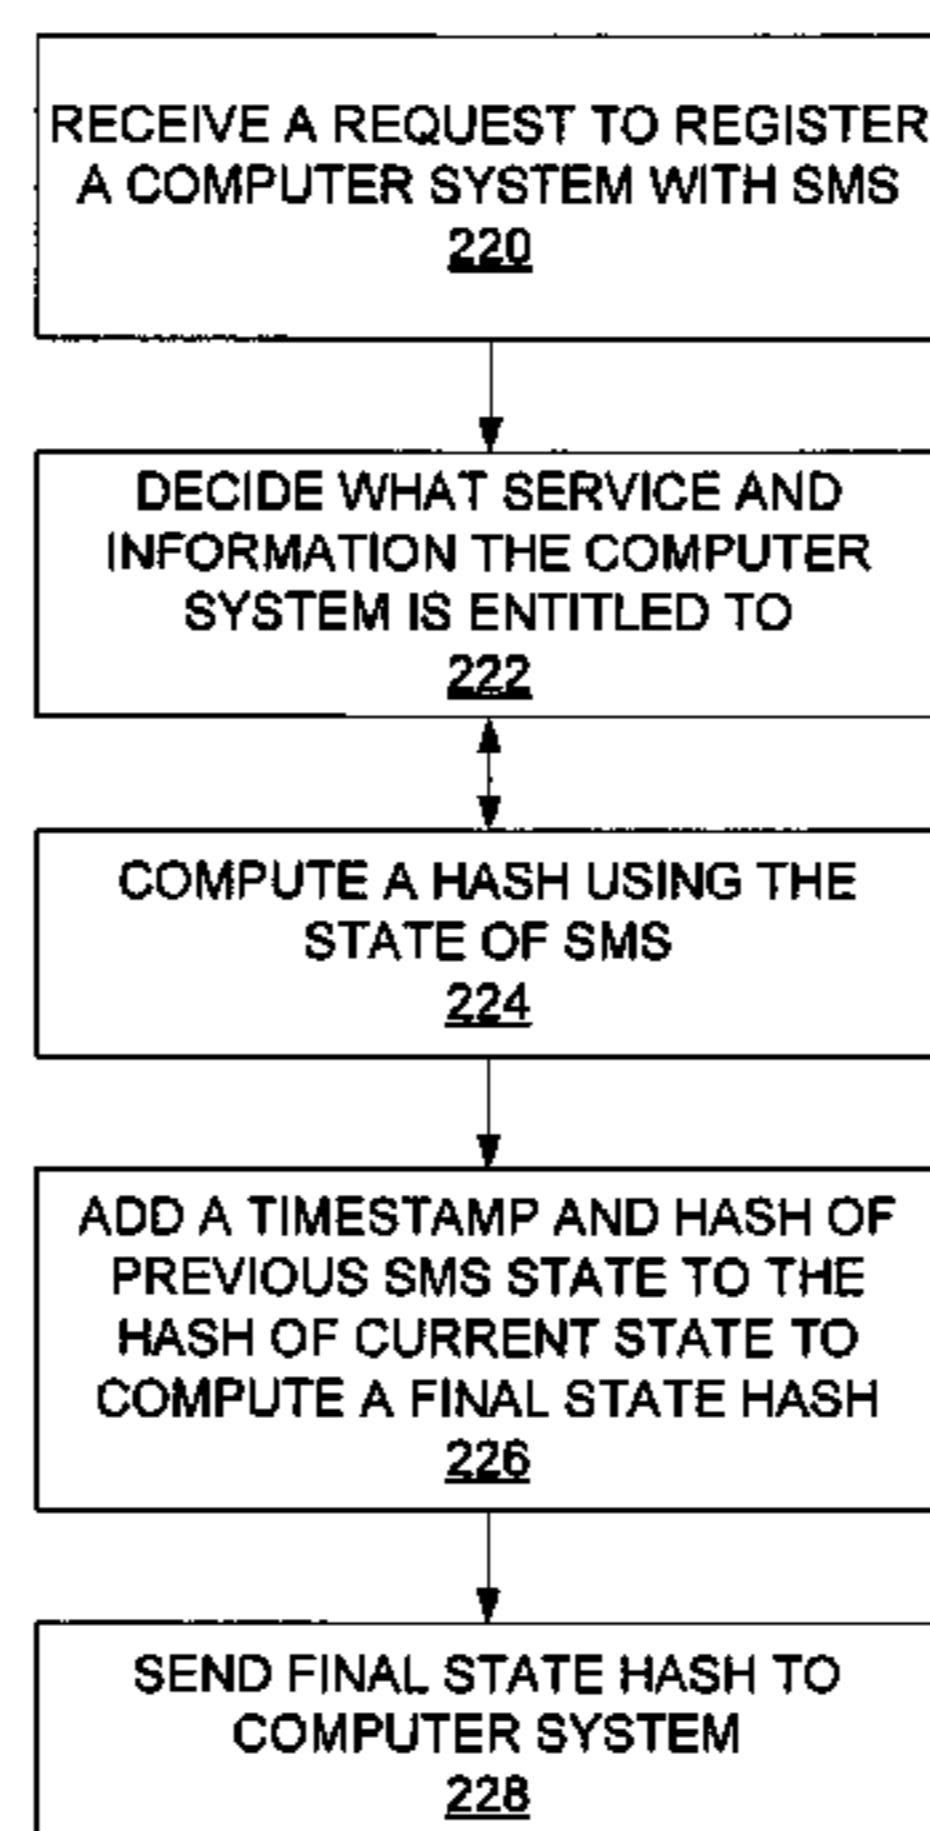 RECEIVE A REQUEST TO REGISTER
A COMPUTER SYSTEM WITH SMS
220
DECIDE WHAT SERVICE AND
INFORMATION THE COMPUTER
SYSTEM IS ENTITLED TO
222
COMPUTE A HASH USING THE
STATE OF SMS
224
ADD A TIMESTAMP AND HASH OF
PREVIOUS SMS STATE TO THE
HASH OF CURRENT STATE TO
COMPUTE A FINAL STATE HASH
226
SEND FINAL STATE HASH TO
COMPUTER SYSTEM
228